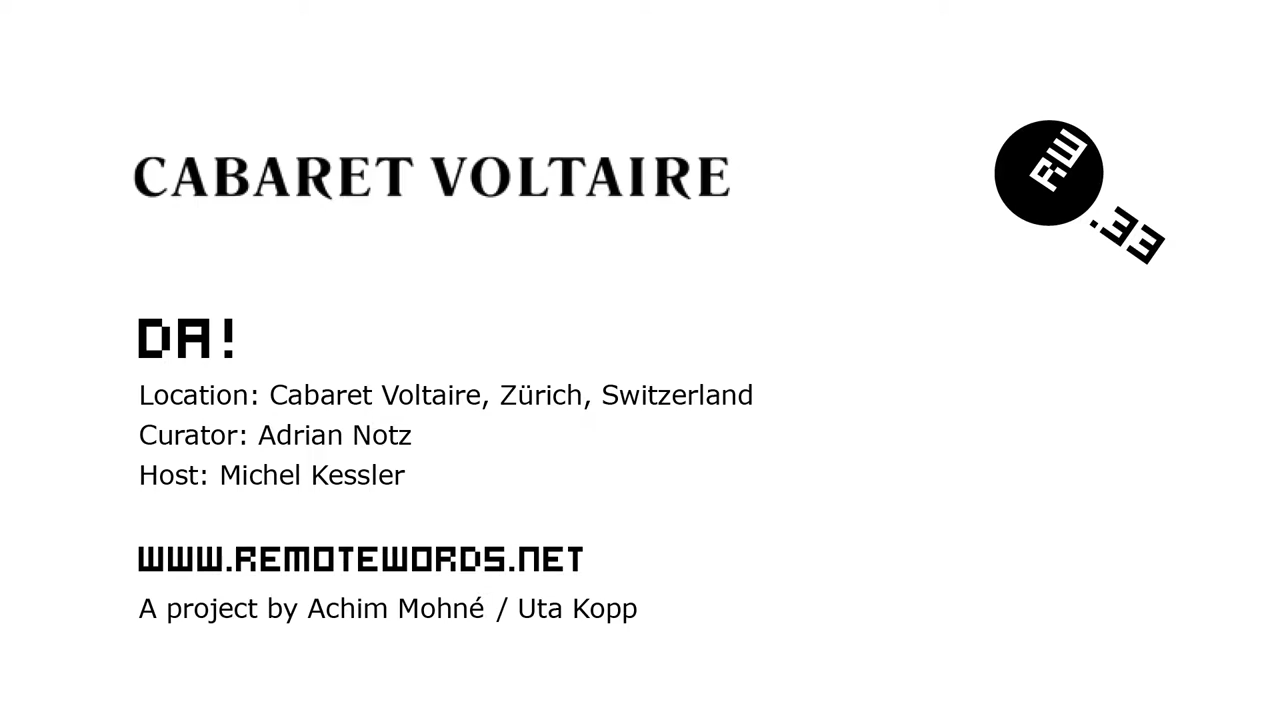 CABARET VOLTAIRE
RW
.33
DA!
Location: Cabaret Voltaire, Zürich, Switzerland
Curator: Adrian Notz
Host: Michel Kessler
WWW.REMOTEWORDS.NET
A project by Achim Mohné / Uta Kopp